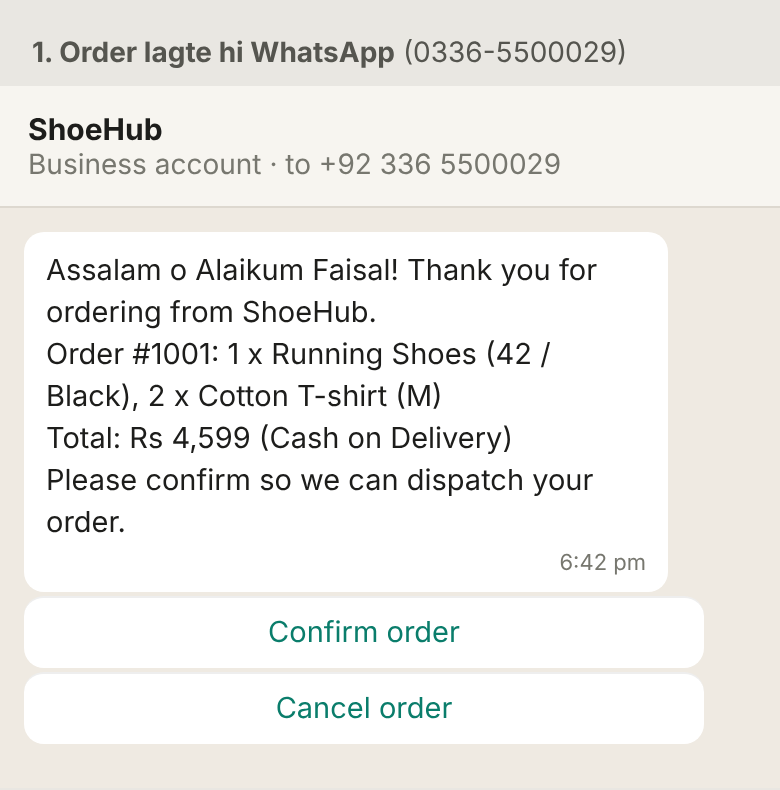 1. Order lagte hi WhatsApp (0336-5500029)
ShoeHub
Business account · to +92 336 5500029
Assalam o Alaikum Faisal! Thank you for
ordering from ShoeHub.
Order #1001: 1 x Running Shoes (42 /
Black), 2 x Cotton T-shirt (M)
Total: Rs 4,599 (Cash on Delivery)
Please confirm so we can dispatch your
order.
6:42 pm
Confirm order
Cancel order